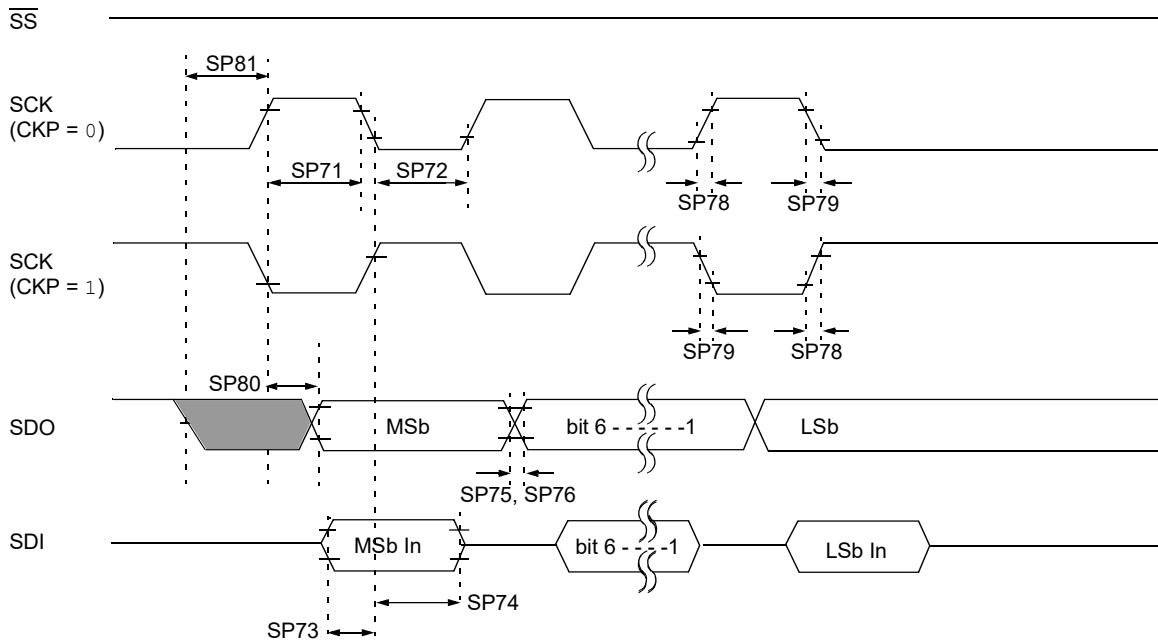 SS
SP81
SCK
(CKP = 0)
SP71
SP72
SP78
SP79
SCK
(CKP = 1)
SP79
SP78
SP80
SDO
MSb
bit 6 - - - - - - -1
LSb
SP75, SP76
SDI
MSb In
bit 6 - - - - -1
LSb In
SP74
SP73